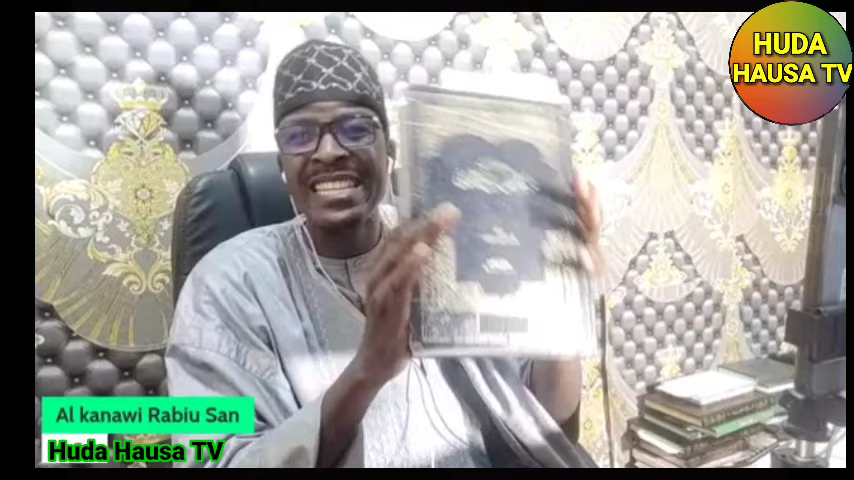 HUDA
HAUSA TV
Al kanawi Rabiu San
Huda Hausa TV